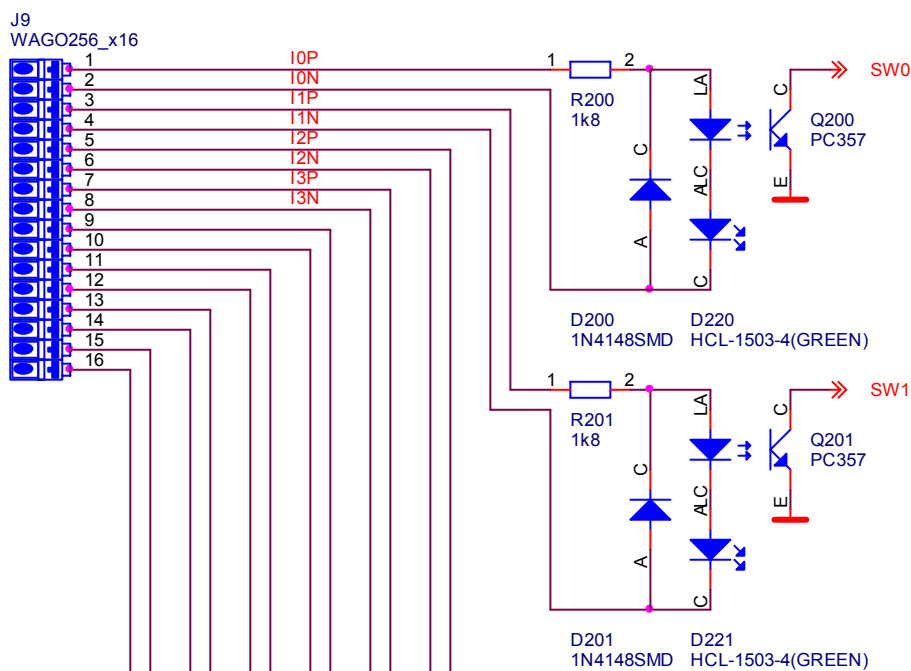 J9
WAGO256_x16
1
I0P
2
I0N
3
I1P
4
I1N
5
I2P
6
I2N
7
I3P
8
I3N
9
10
11
12
13
14
15
16
1
2
R200
1k8
C
A
LA
ALC
C
C
E
SW0
Q200
PC357
D200
1N4148SMD
D220
HCL-1503-4(GREEN)
1
2
R201
1k8
C
A
LA
ALC
C
C
E
SW1
Q201
PC357
D201
1N4148SMD
D221
HCL-1503-4(GREEN)